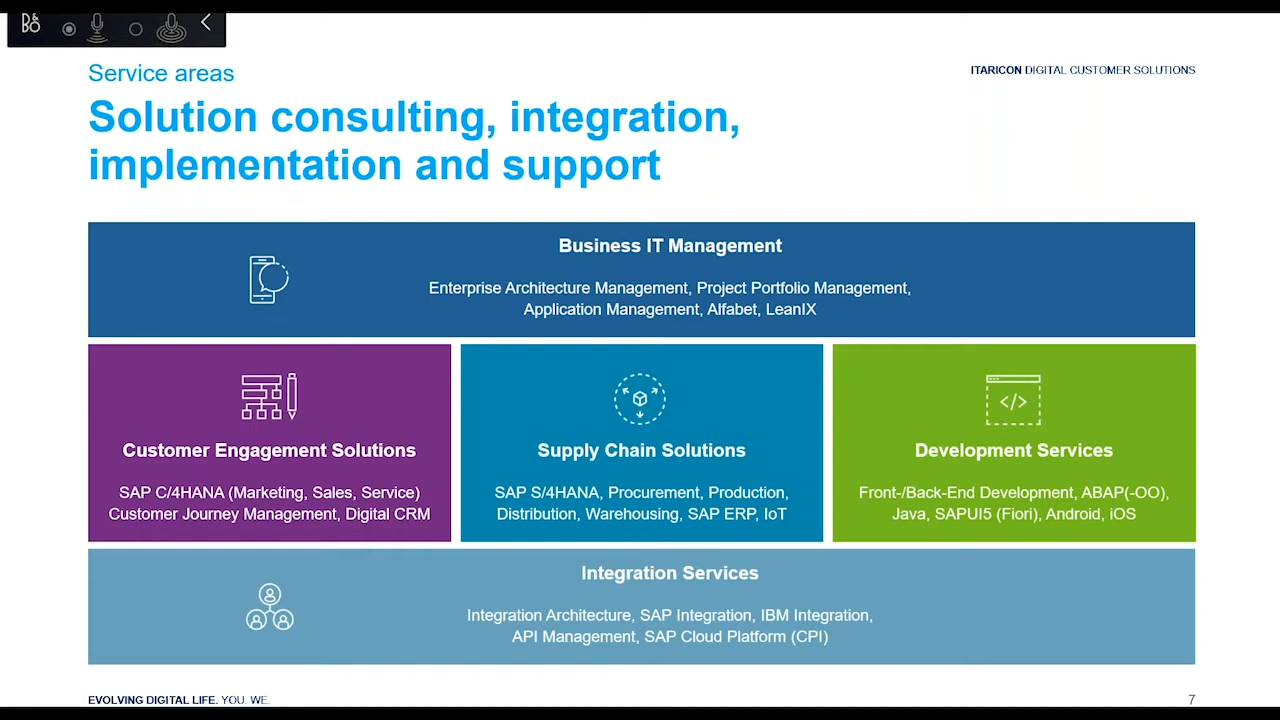 B&O
Service areas
ITARICON DIGITAL CUSTOMER SOLUTIONS
Solution consulting, integration,
implementation and support
Business IT Management
Enterprise Architecture Management, Project Portfolio Management,
Application Management, Alfabet, LeanIX
Customer Engagement Solutions
SAP C/4HANA (Marketing, Sales, Service)
Customer Journey Management, Digital CRM
Supply Chain Solutions
SAP S/4HANA, Procurement, Production,
Distribution, Warehousing, SAP ERP, IoT
</>
Development Services
Front-/Back-End Development, ABAP(-OO),
Java, SAPUI5 (Fiori), Android, iOS
Integration Services
Integration Architecture, SAP Integration, IBM Integration,
API Management, SAP Cloud Platform (CPI)
EVOLVING DIGITAL LIFE. YOU. WE.
7